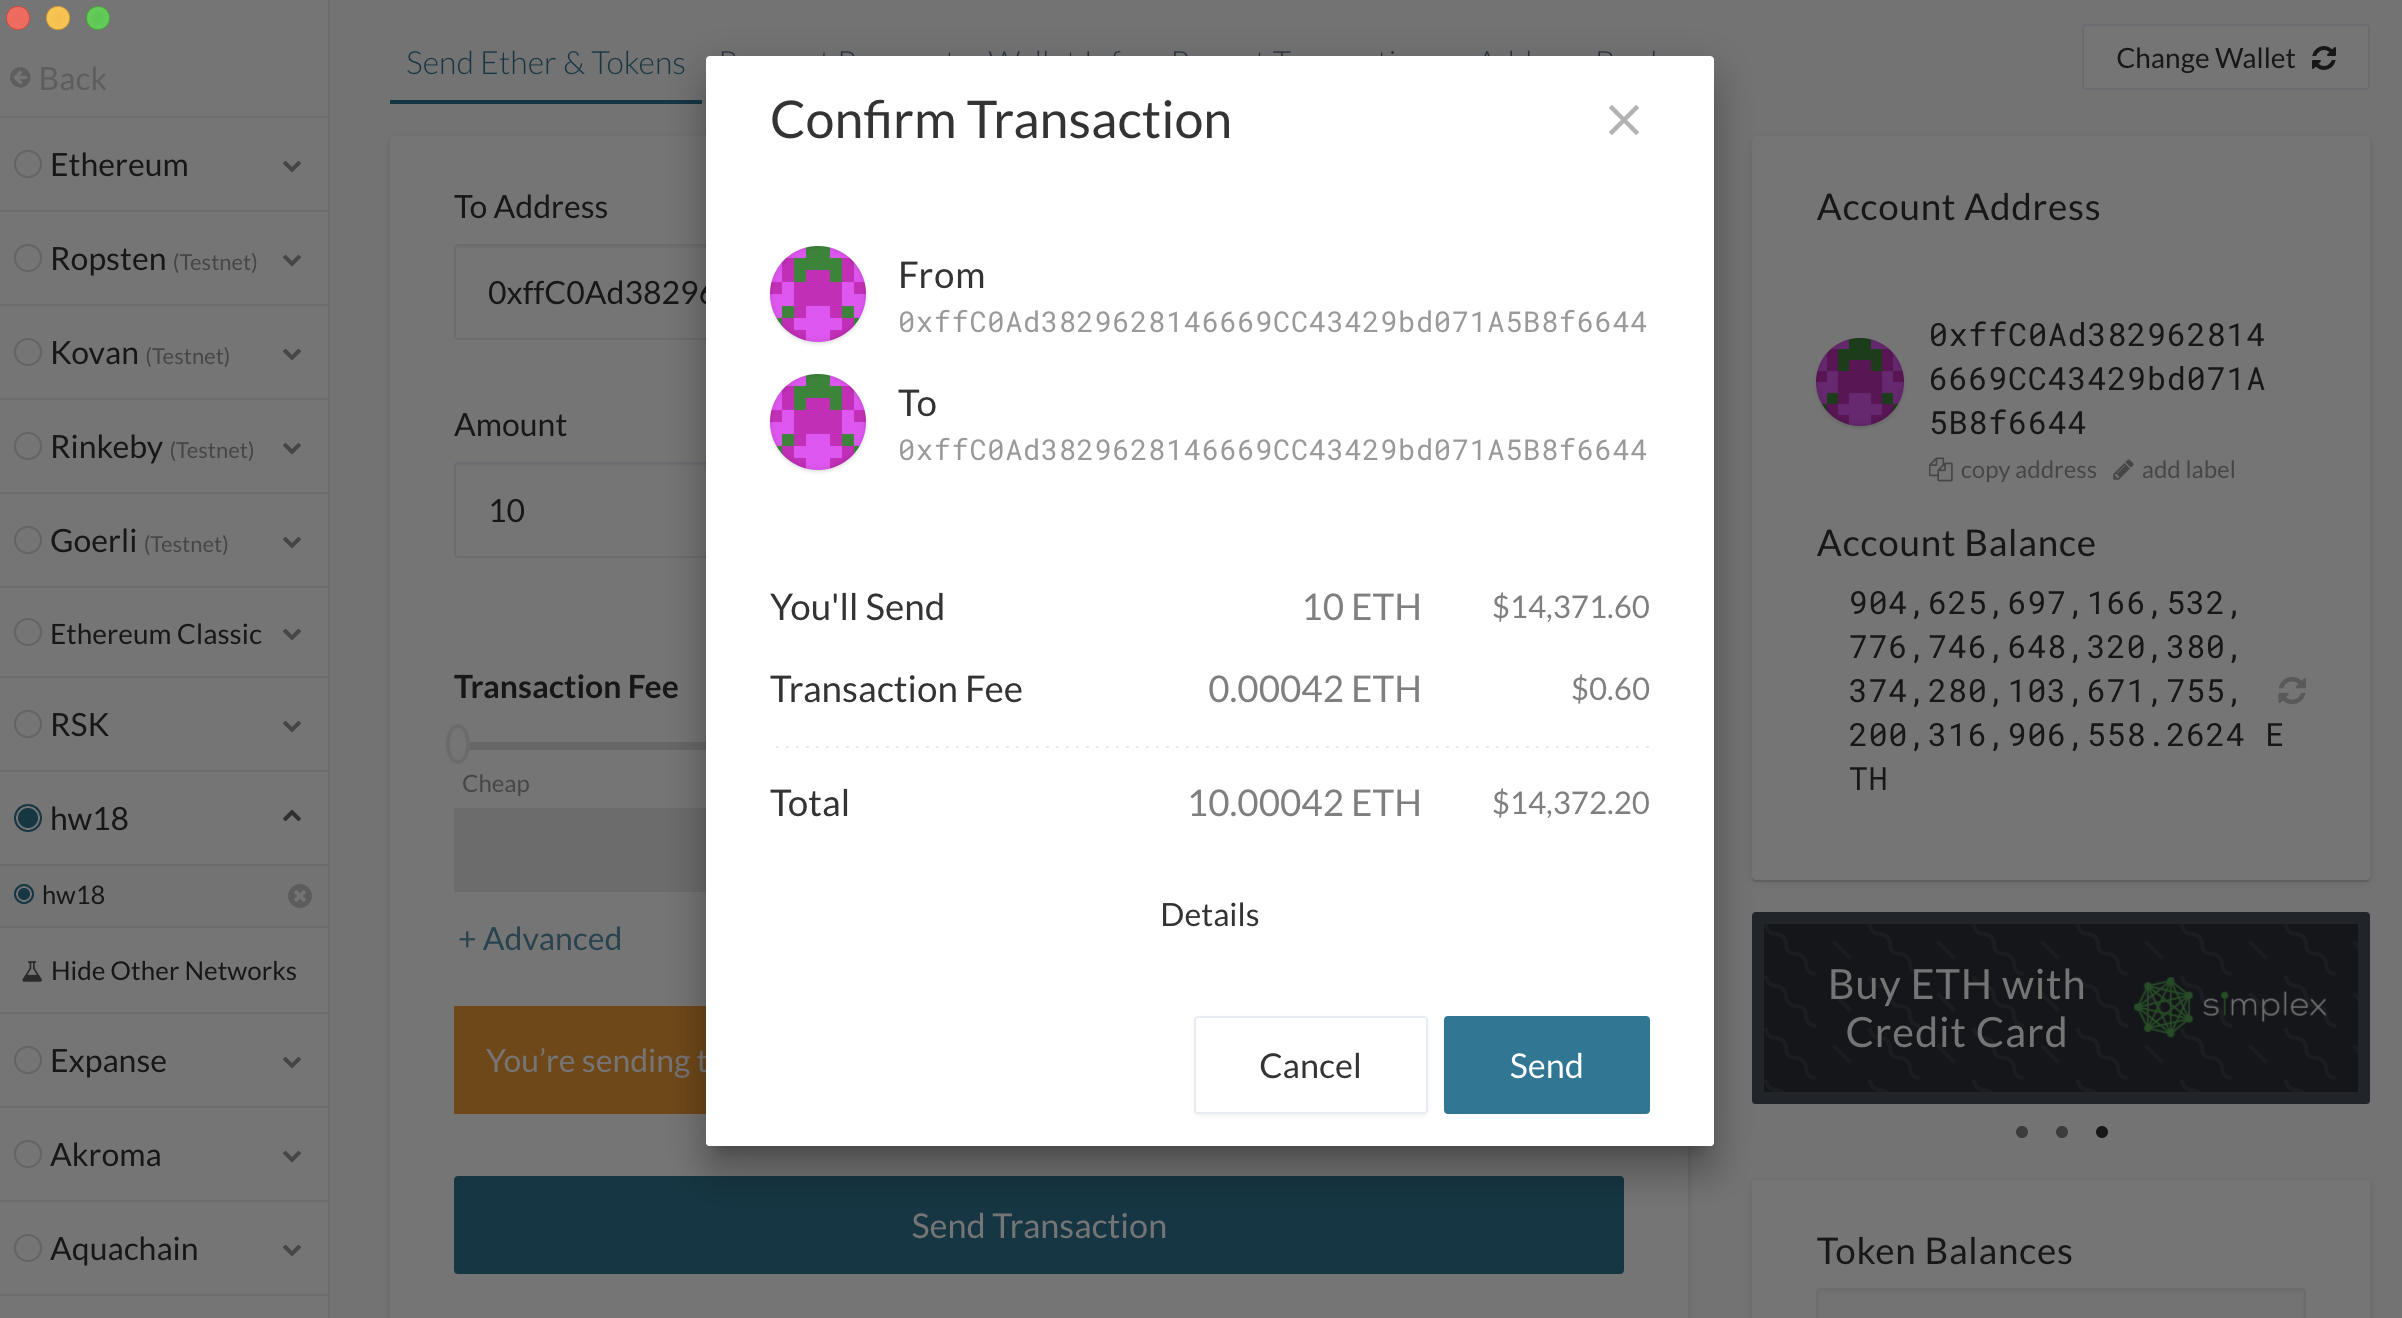 Back
Ethereum
Ropsten (Testnet)
Kovan (Testnet)
Rinkeby (Testnet)
Goerli (Testnet)
Ethereum Classic
RSK
hw18
hw18
Hide Other Networks
Expanse
Akroma
Aquachain
Send Ether & Tokens
Change Wallet
To Address
0xffC0Ad3829
Amount
10
Transaction Fee
Cheap
+ Advanced
You're sending
Send Transaction
Confirm Transaction
From
0xffC0Ad3829628146669CC43429bd071A5B8f6644
To
0xffC0Ad3829628146669CC43429bd071A5B8f6644
You'll Send 10 ETH $14,371.60
Transaction Fee 0.00042 ETH $0.60
Total 10.00042 ETH $14,372.20
Details
Cancel Send
Account Address
0xffC0Ad382962814
6669CC43429bd071A
5B8f6644
copy address add label
Account Balance
904,625,697,166,532,
776,746,648,320,380,
374,280,103,671,755,
200,316,906,558.2624 E
TH
Buy ETH with
Credit Card
simplex
Token Balances